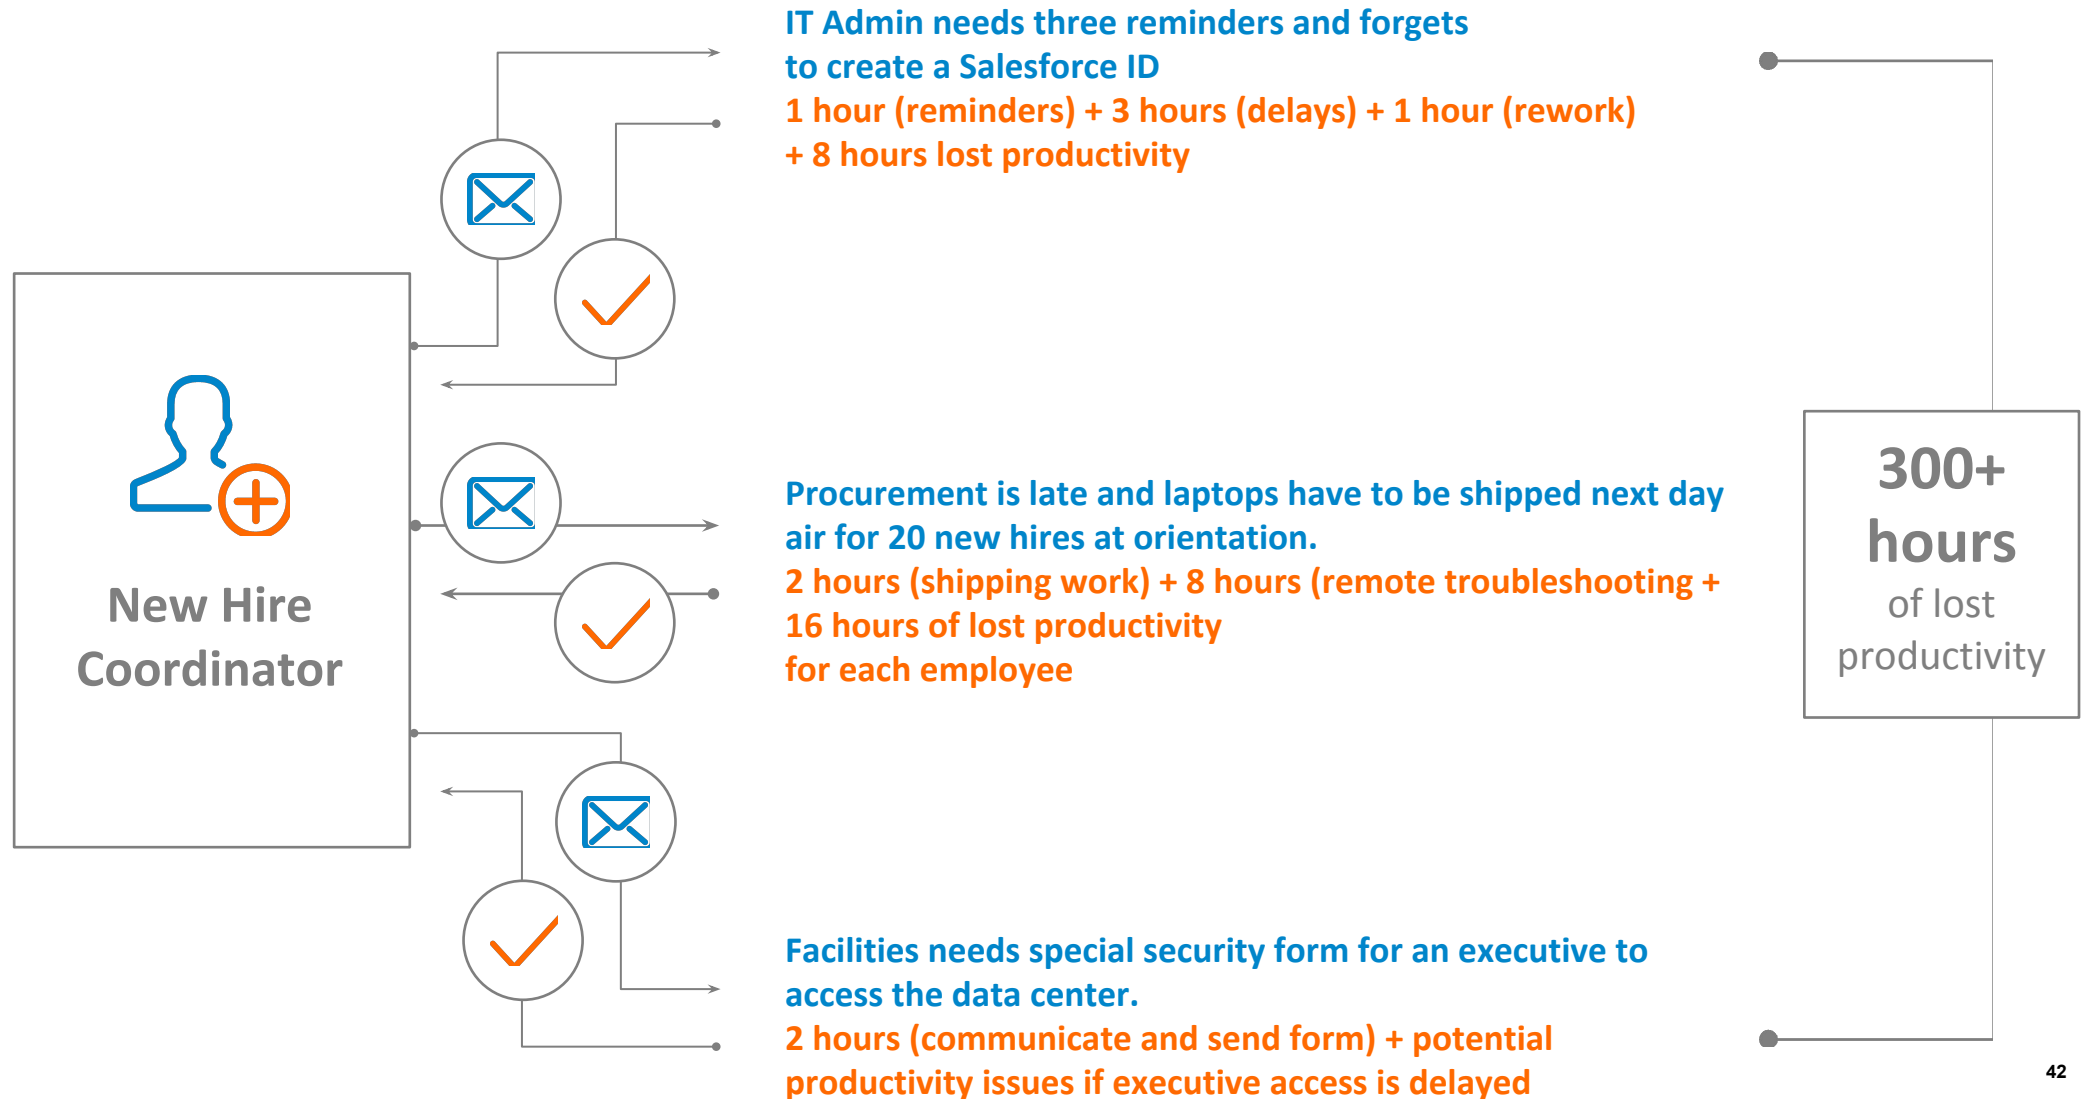 IT Admin needs three reminders and forgets
to create a Salesforce ID
1 hour (reminders) + 3 hours (delays) + 1 hour (rework)
+ 8 hours lost productivity
New Hire
Coordinator
Procurement is late and laptops have to be shipped next day
air for 20 new hires at orientation.
2 hours (shipping work) + 8 hours (remote troubleshooting +
16 hours of lost productivity
for each employee
Facilities needs special security form for an executive to
access the data center.
2 hours (communicate and send form) + potential
productivity issues if executive access is delayed
300+
hours
of lost
productivity
42